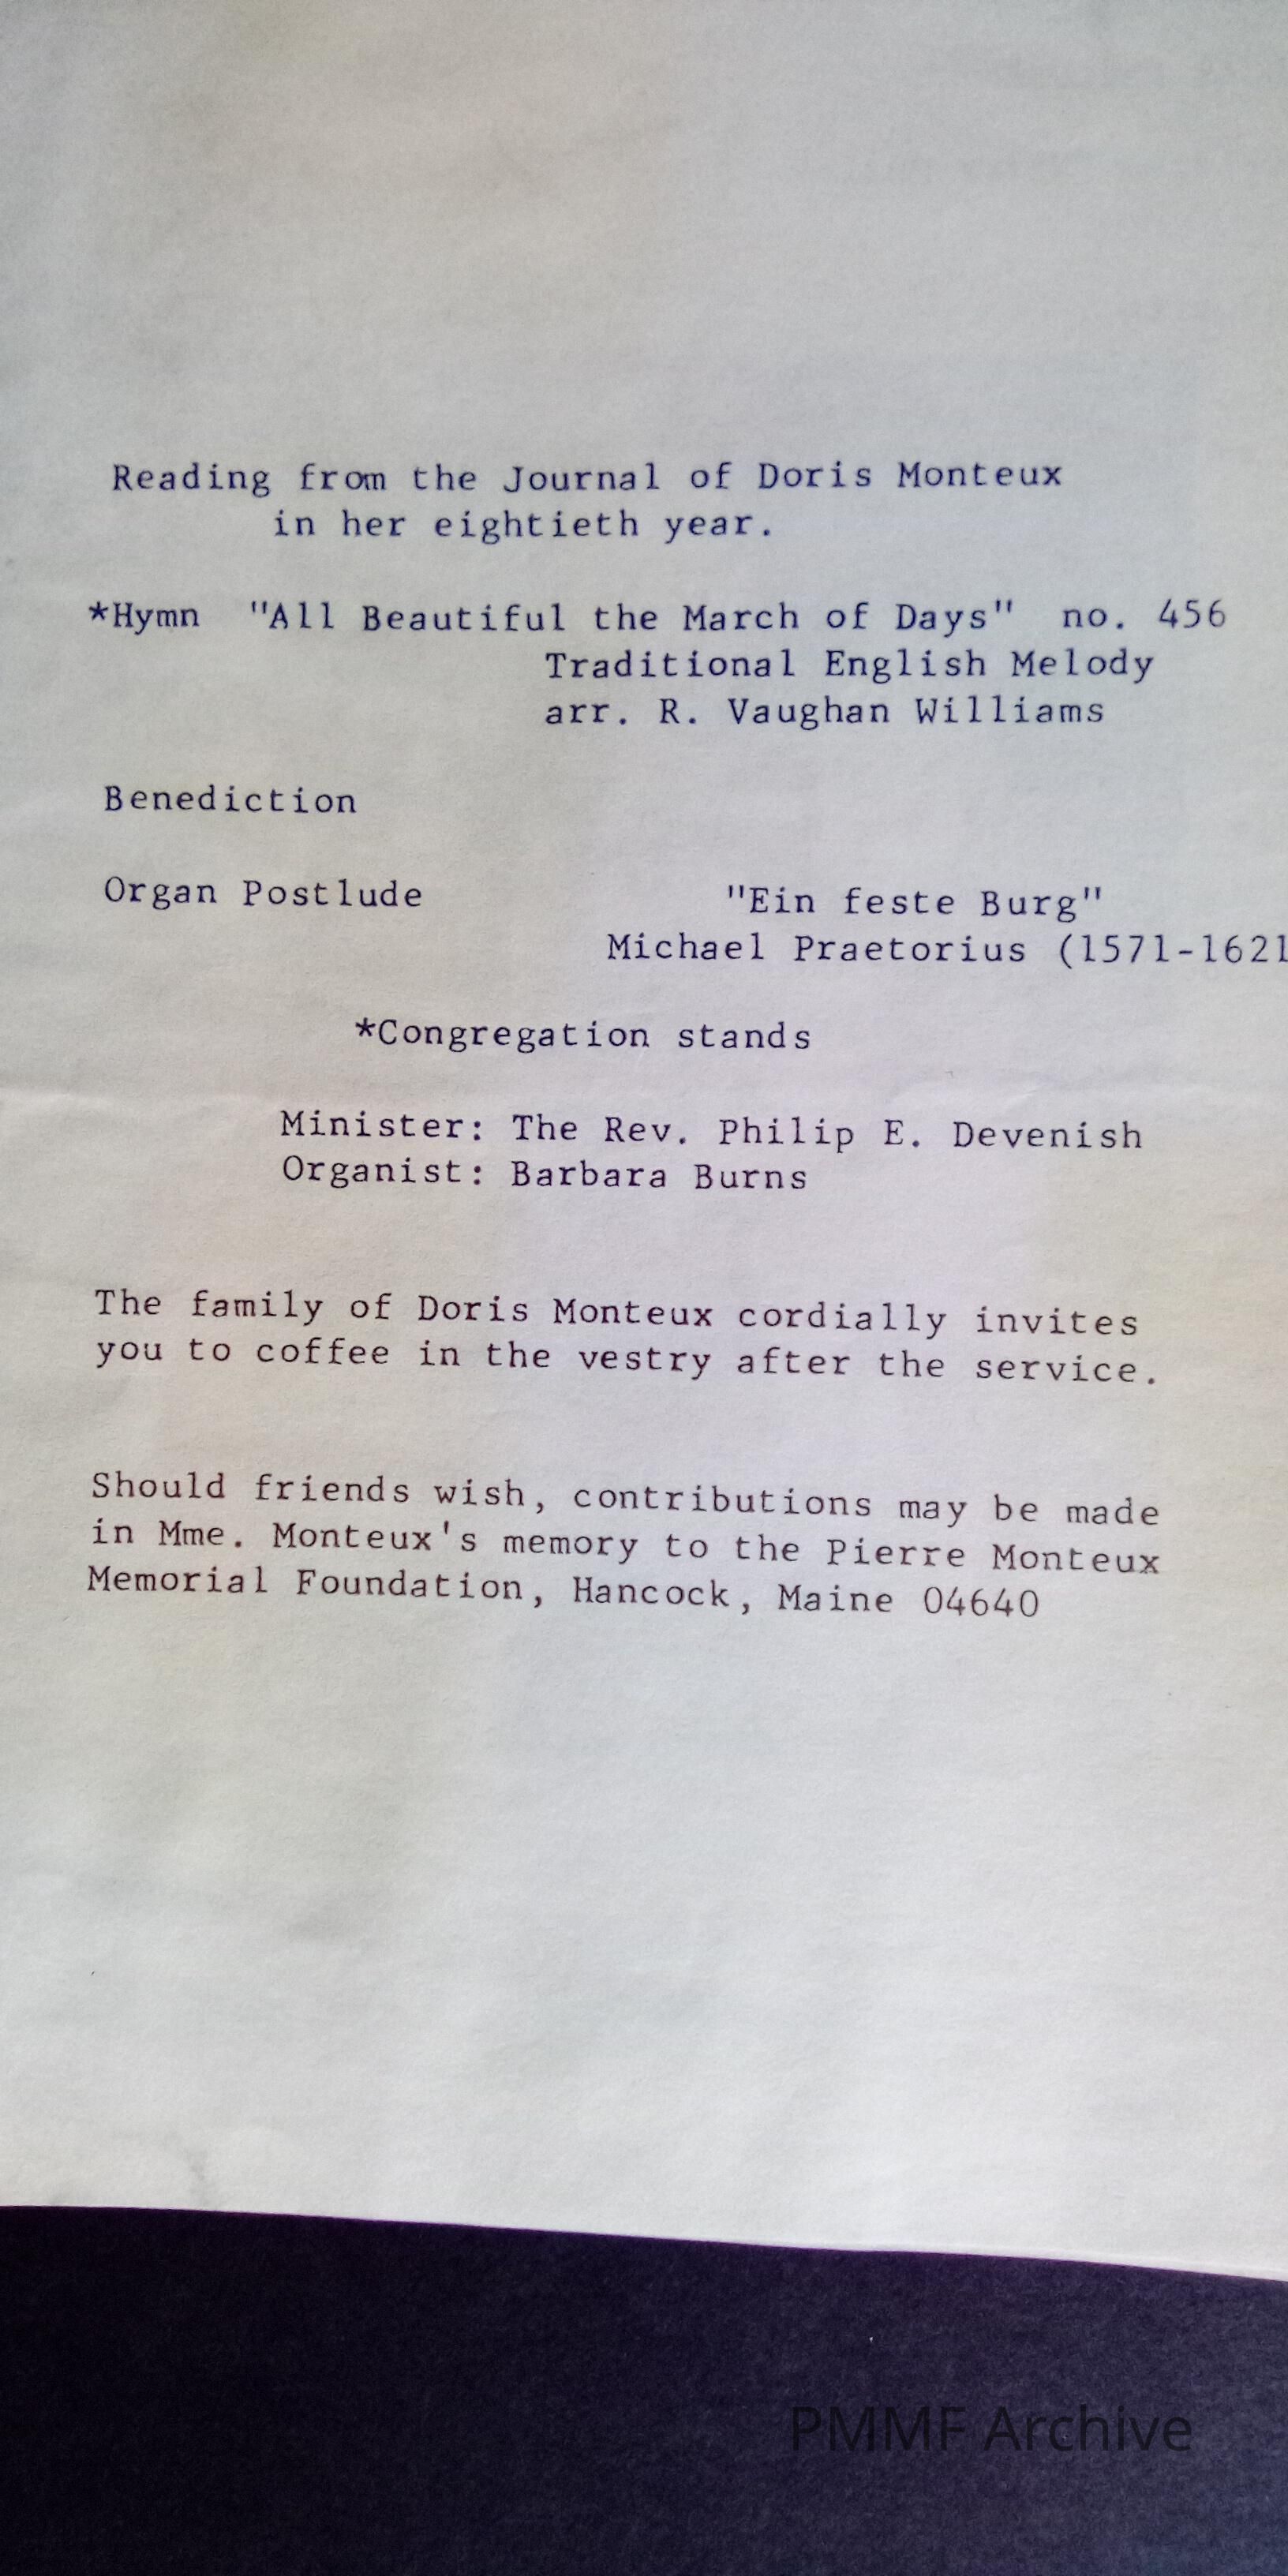 Reading from the Journal of Doris Monteux
in her eightieth year.
*Hymn "All Beautiful the March of Days" no. 456
Traditional English Melody
arr. R. Vaughan Williams
Benediction
Organ Postlude "Ein feste Burg"
Michael Praetorius (1571-1621
*Congregation stands
Minister: The Rev. Philip E. Devenish
Organist: Barbara Burns
The family of Doris Monteux cordially invites
you to coffee in the vestry after the service.
Should friends wish, contributions may be made
in Mme. Monteux's memory to the Pierre Monteux
Memorial Foundation, Hancock, Maine 04640
PMMF Archive